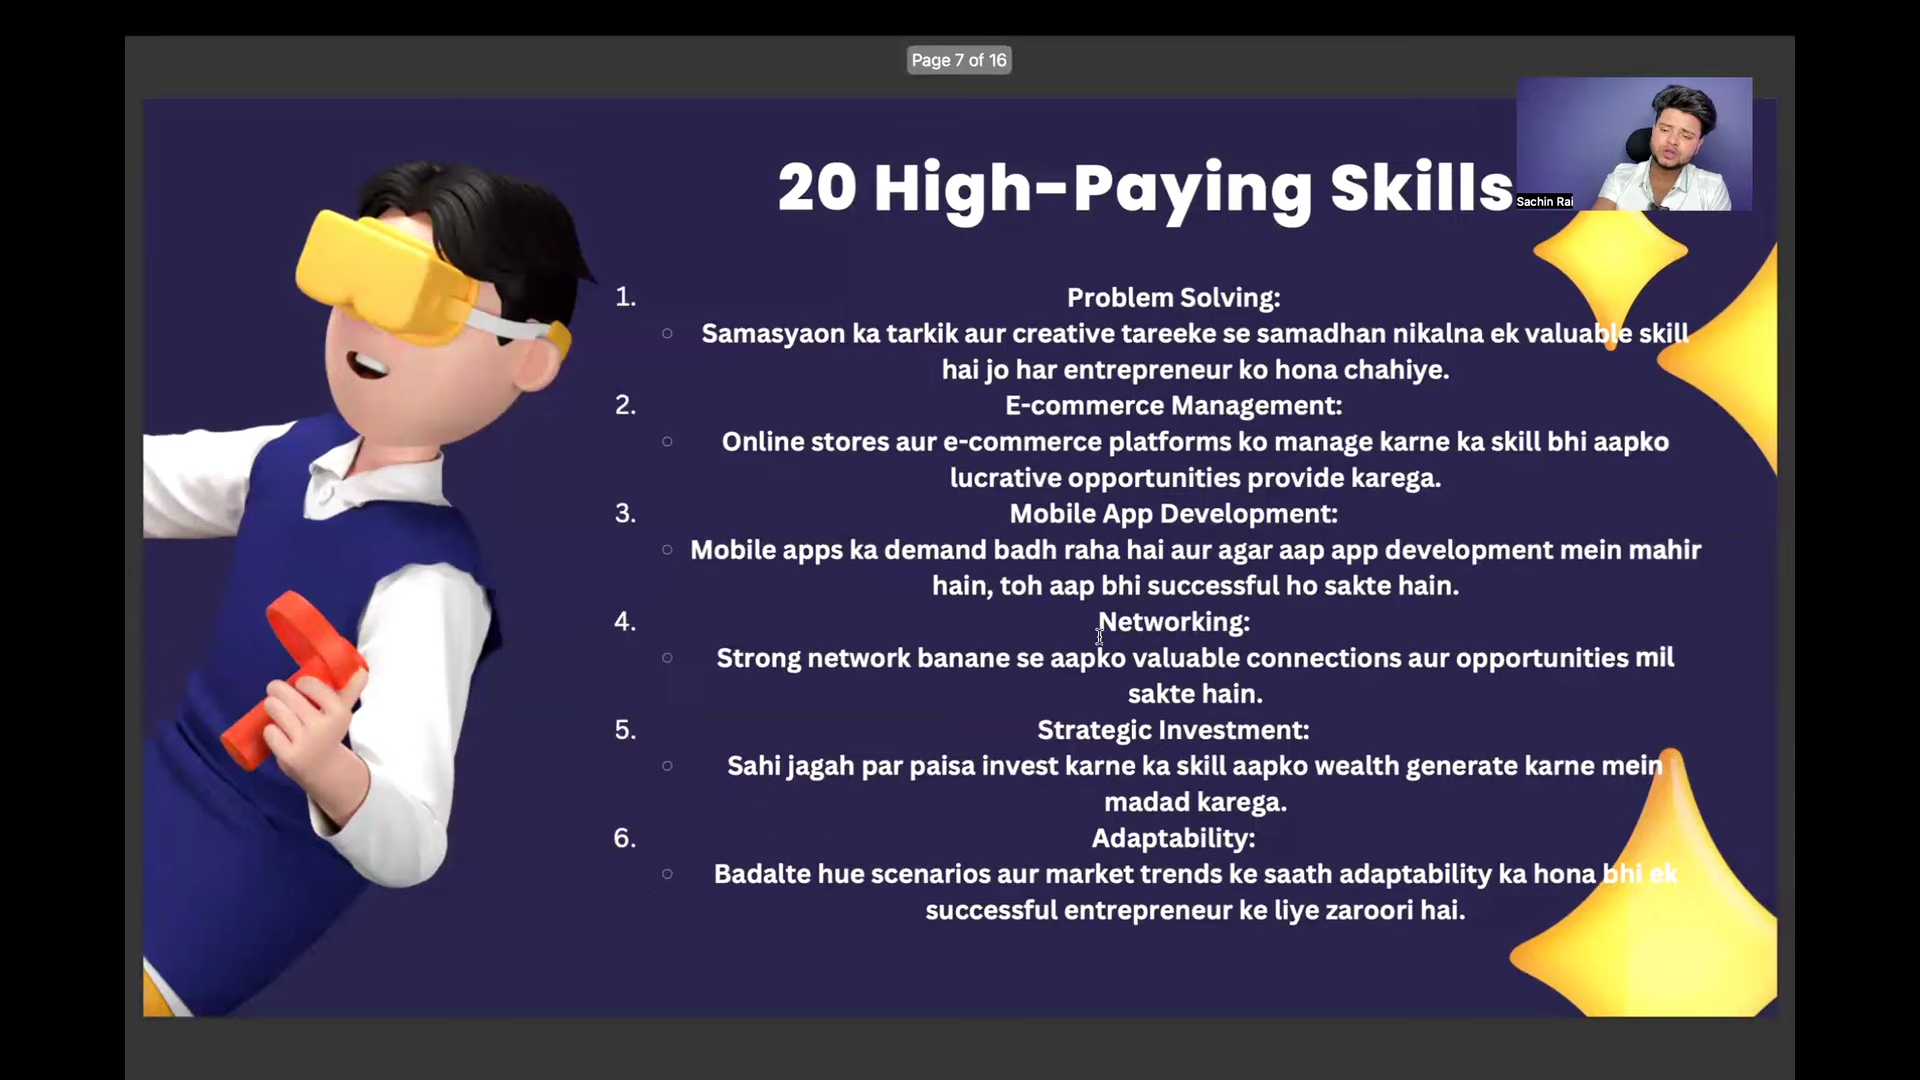 Page 7 of 16
20 High-Paying Skills
Sachin Rai
1. Problem Solving:
○ Samasyaon ka tarkik aur creative tareeke se samadhan nikalna ek valuable skill
hai jo har entrepreneur ko hona chahiye.
2. E-commerce Management:
○ Online stores aur e-commerce platforms ko manage karne ka skill bhi aapko
lucrative opportunities provide karega.
3. Mobile App Development:
○ Mobile apps ka demand badh raha hai aur agar aap app development mein mahir
hain, toh aap bhi successful ho sakte hain.
4. Networking:
○ Strong network banane se aapko valuable connections aur opportunities mil
sakte hain.
5. Strategic Investment:
○ Sahi jagah par paisa invest karne ka skill aapko wealth generate karne mein
madad karega.
6. Adaptability:
○ Badalte hue scenarios aur market trends ke saath adaptability ka hona bhi ek
successful entrepreneur ke liye zaroori hai.